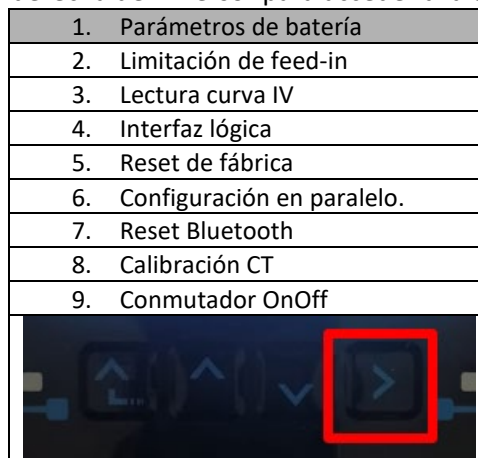 1. Parámetros de batería
2. Limitación de feed-in
3. Lectura curva IV
4. Interfaz lógica
5. Reset de fábrica
6. Configuración en paralelo.
7. Reset Bluetooth
8. Calibración CT
9. Conmutador OnOff